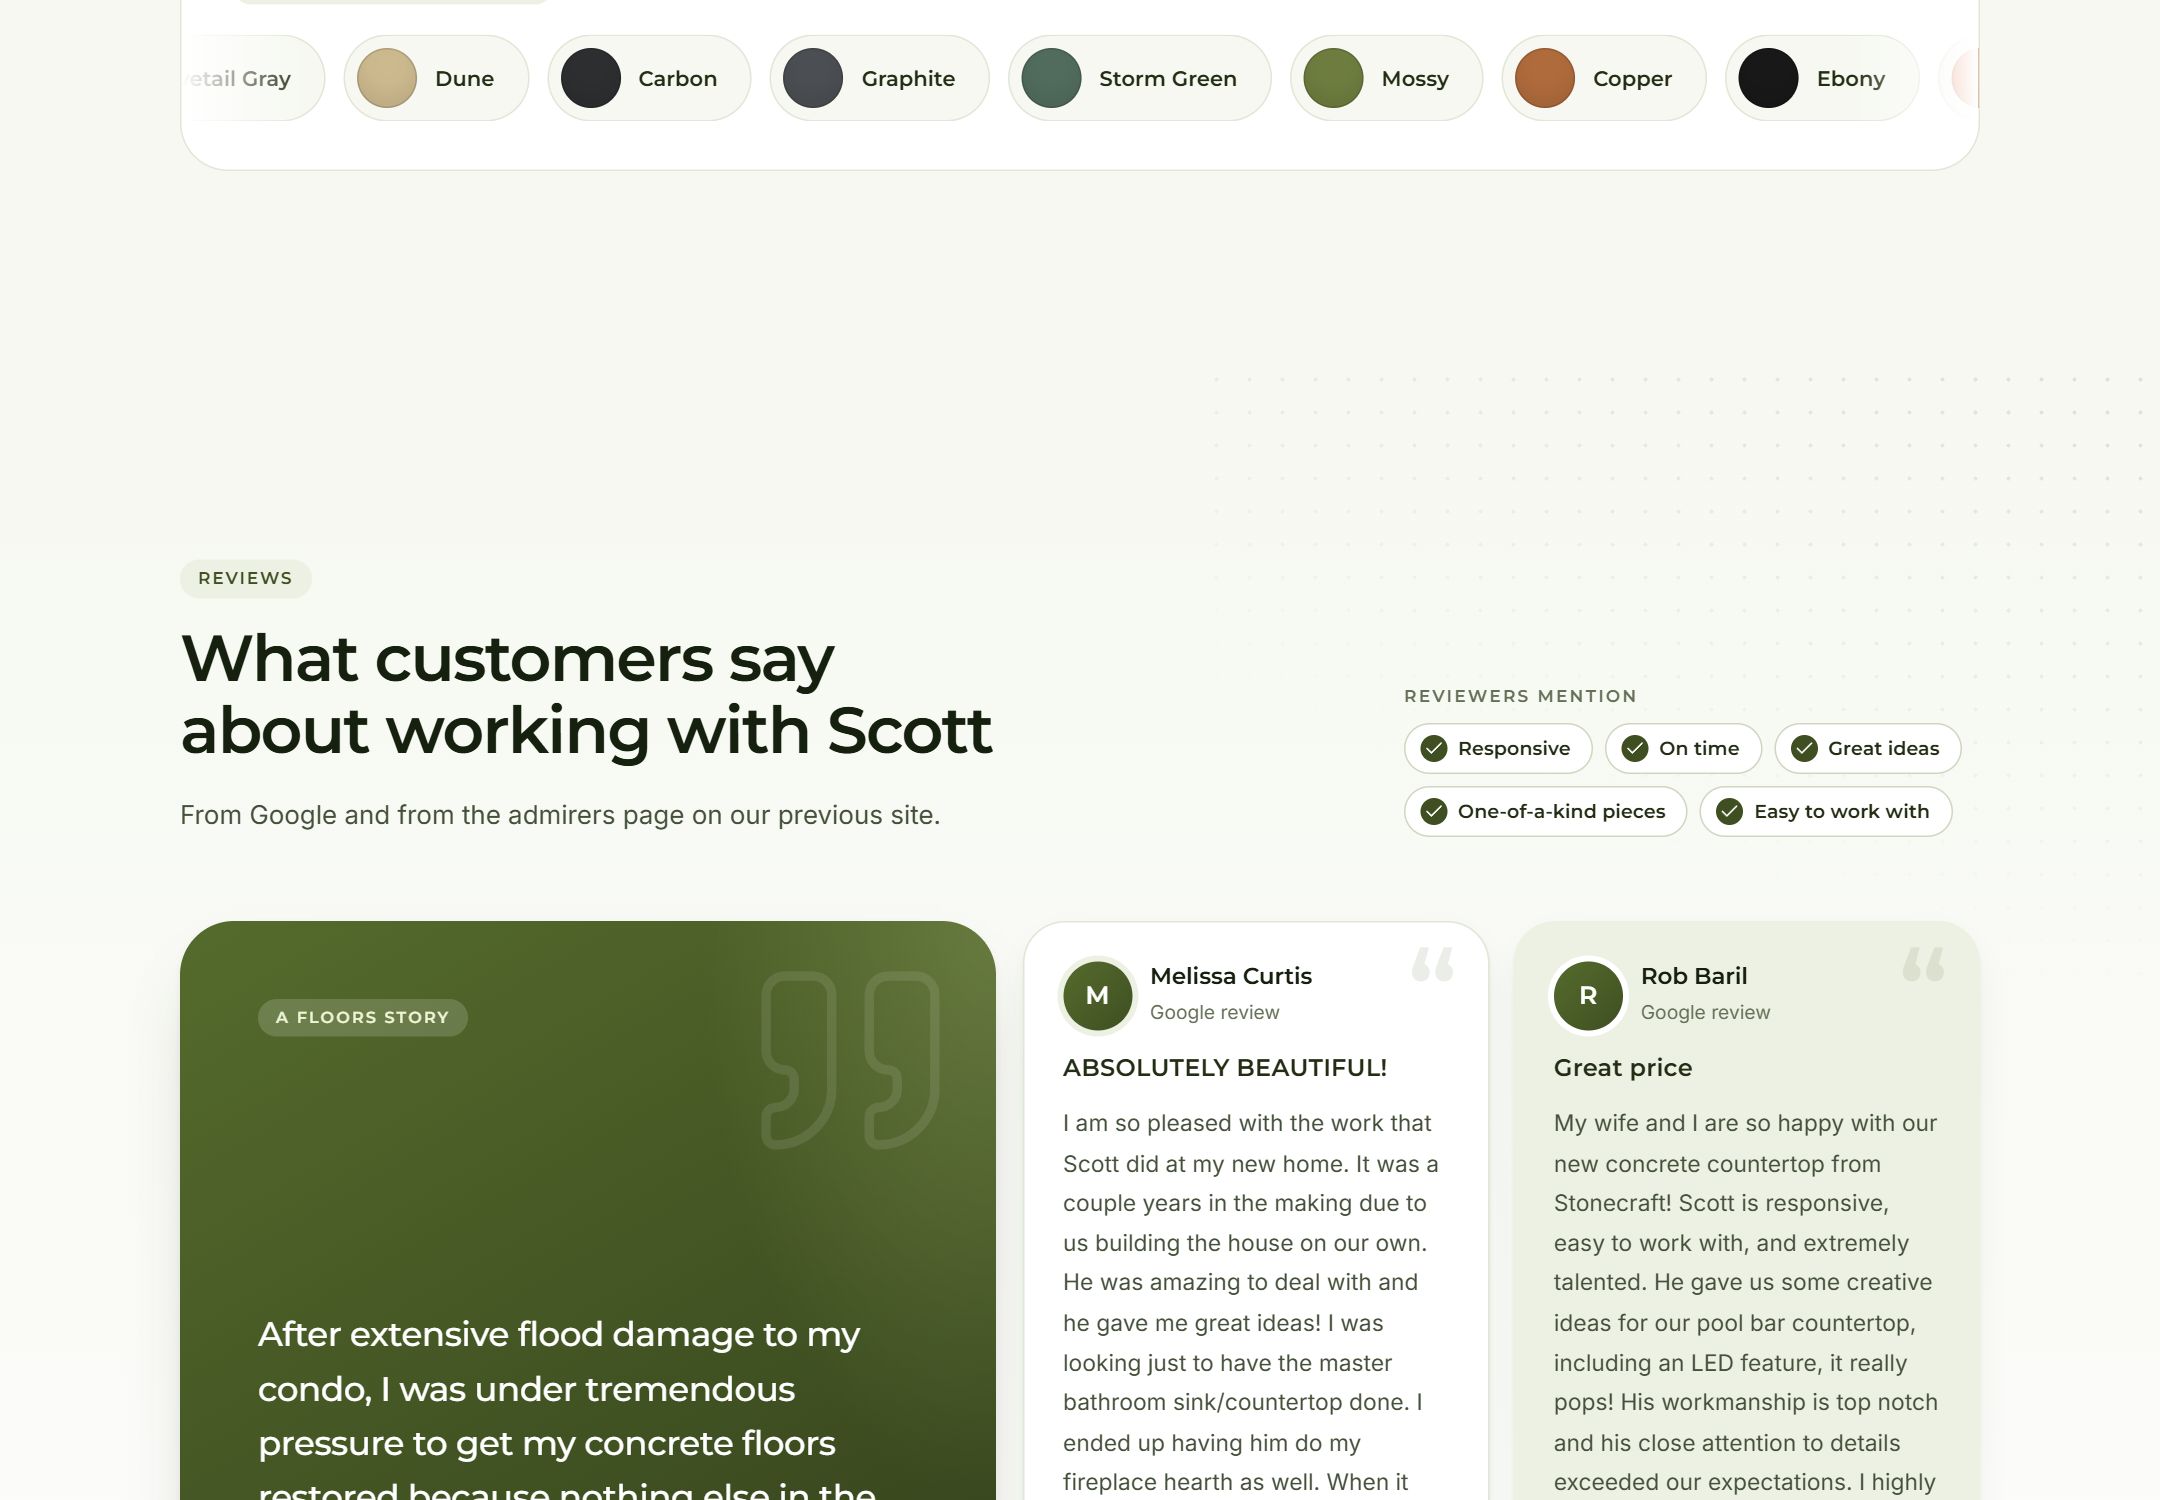 etail Gray
Dune
Carbon
Graphite
Storm Green
Mossy
Copper
Ebony
REVIEWS
What customers say
about working with Scott
From Google and from the admirers page on our previous site.
REVIEWERS MENTION
Responsive
On time
Great ideas
One-of-a-kind pieces
Easy to work with
A FLOORS STORY
After extensive flood damage to my
condo, I was under tremendous
pressure to get my concrete floors
restored because nothing else in the
M
Melissa Curtis
Google review
ABSOLUTELY BEAUTIFUL!
I am so pleased with the work that
Scott did at my new home. It was a
couple years in the making due to
us building the house on our own.
He was amazing to deal with and
he gave me great ideas! I was
looking just to have the master
bathroom sink/countertop done. I
ended up having him do my
fireplace hearth as well. When it
R
Rob Baril
Google review
Great price
My wife and I are so happy with our
new concrete countertop from
Stonecraft! Scott is responsive,
easy to work with, and extremely
talented. He gave us some creative
ideas for our pool bar countertop,
including an LED feature, it really
pops! His workmanship is top notch
and his close attention to details
exceeded our expectations. I highly